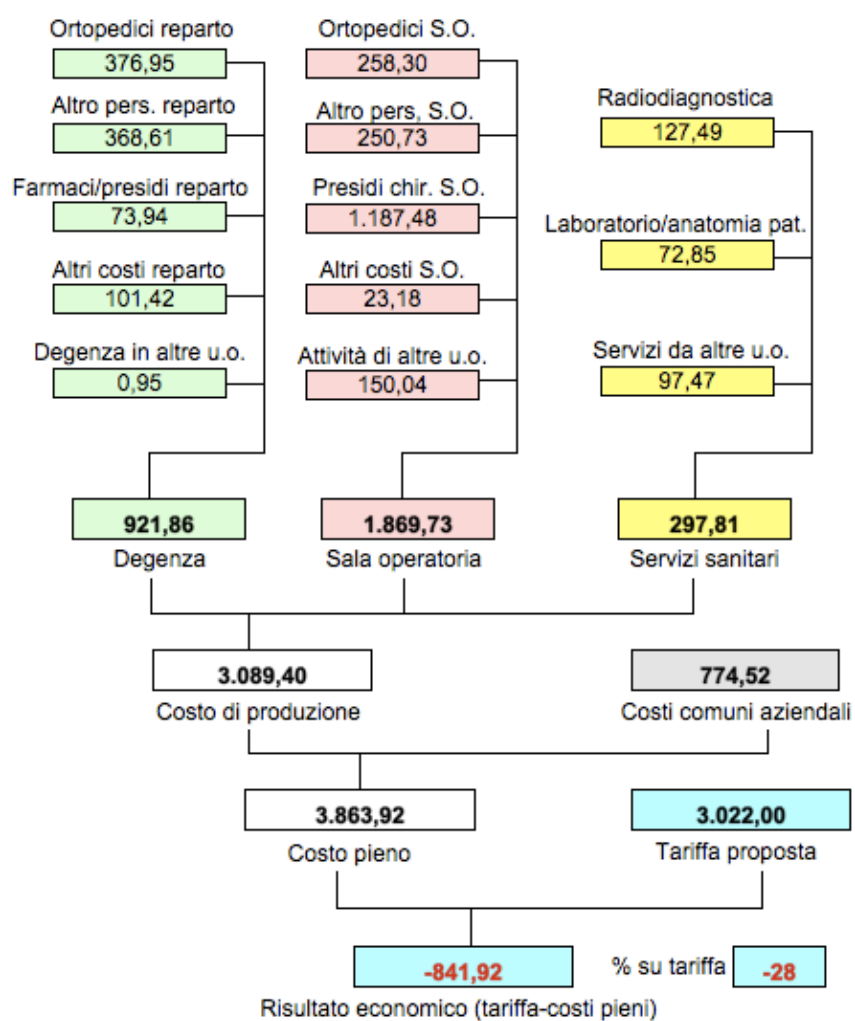 Ortopedici reparto
376,95
Altro pers. reparto
368,61
Farmaci/presidi reparto
73,94
Altri costi reparto
101,42
Degenza in altre u.o.
0,95
Ortopedici S.O.
258,30
Altro pers, S.O.
250,73
Presidi chir. S.O.
1.187,48
Altri costi S.O.
23,18
Attività di altre u.o.
150,04
Radiodiagnostica
127,49
Laboratorio/anatomia pat.
72,85
Servizi da altre u.o.
97,47
921,86
Degenza
1.869,73
Sala operatoria
297,81
Servizi sanitari
3.089,40
Costo di produzione
774,52
Costi comuni aziendali
3.863,92
Costo pieno
3.022,00
Tariffa proposta
-841,92
Risultato economico (tariffa-costi pieni)
% su tariffa
-28